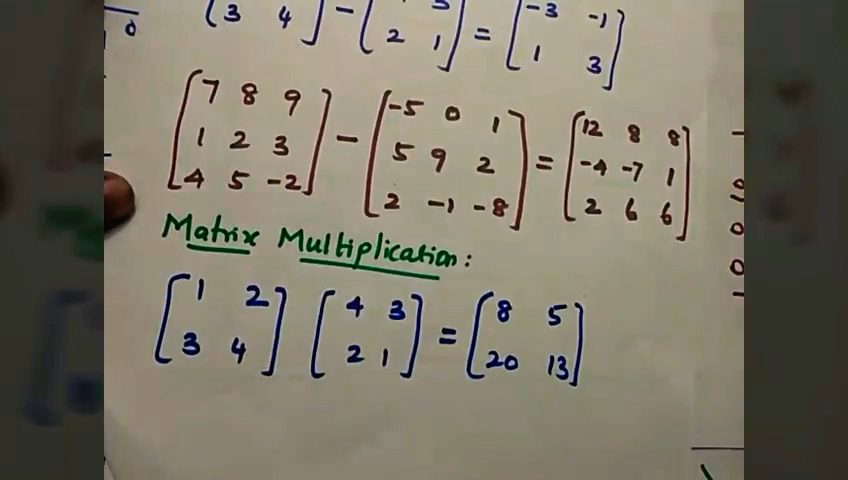 3 4 2 1 = -3 -1
1 3
7 8 9 -5 0 1 12 8 8
1 2 3 - 5 9 2 = -4 -7 1
4 5 -2 2 -1 -8 2 6 6
Matrix Multiplication:
1 2 4 3 = 8 5
3 4 2 1 20 13